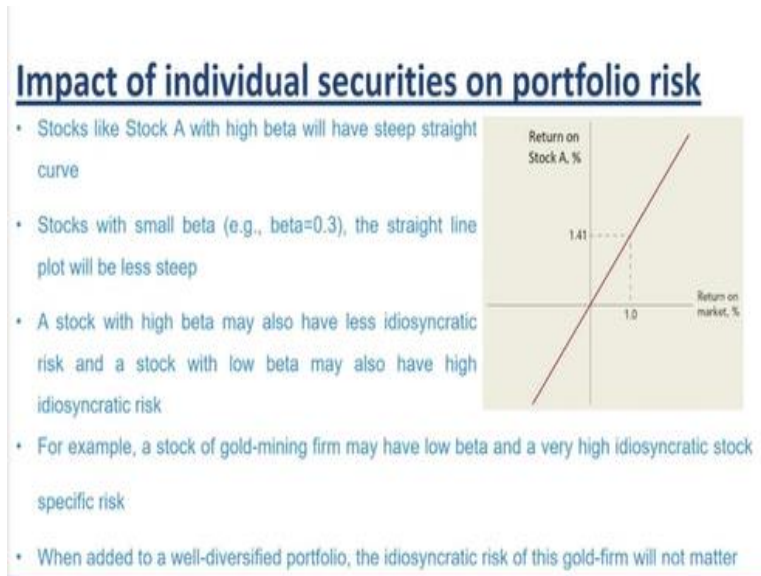 Impact of individual securities on portfolio risk
• Stocks like Stock A with high beta will have steep straight
curve
• Stocks with small beta (e.g., beta=0.3), the straight line
plot will be less steep
• A stock with high beta may also have less idiosyncratic
risk and a stock with low beta may also have high
idiosyncratic risk
• For example, a stock of gold-mining firm may have low beta and a very high idiosyncratic stock
specific risk
• When added to a well-diversified portfolio, the idiosyncratic risk of this gold-firm will not matter
Return on
Stock A, %
1.41
1.0
Return on
market, %